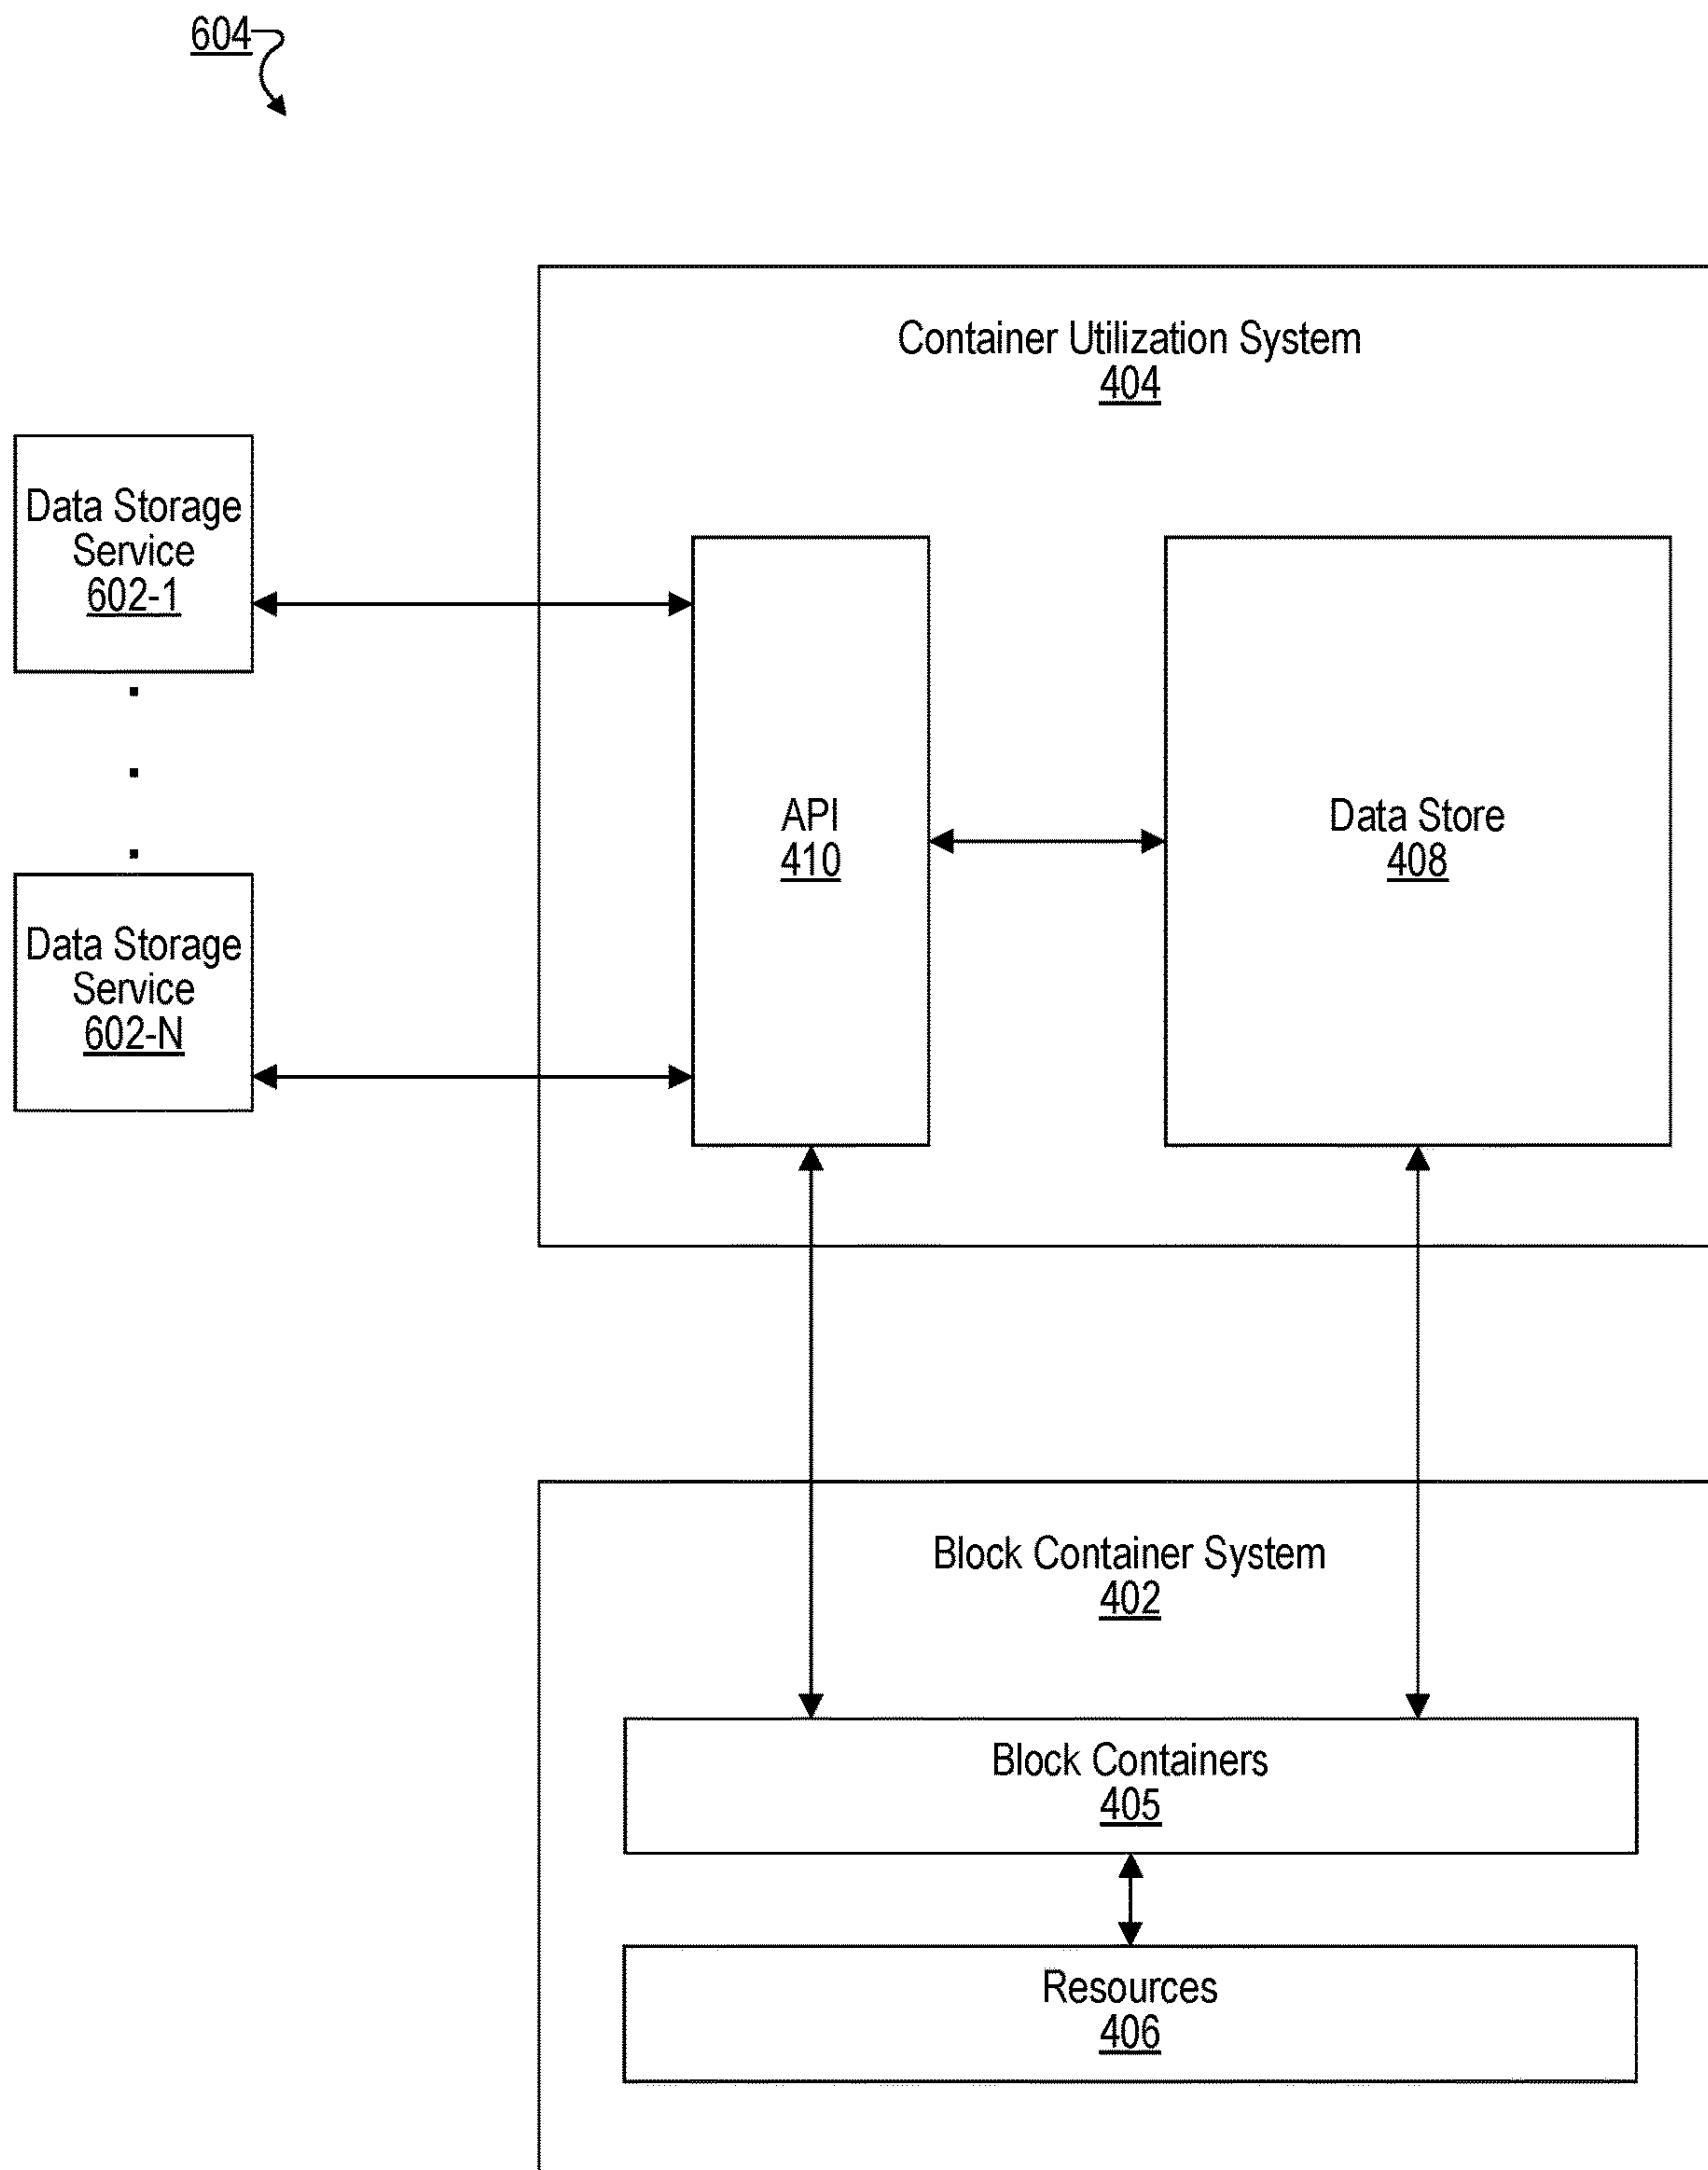 604
Container Utilization System
404
Data Storage
Service
602-1
API
410
Data Store
408
Data Storage
Service
602-N
Block Container System
402
Block Containers
405
Resources
406